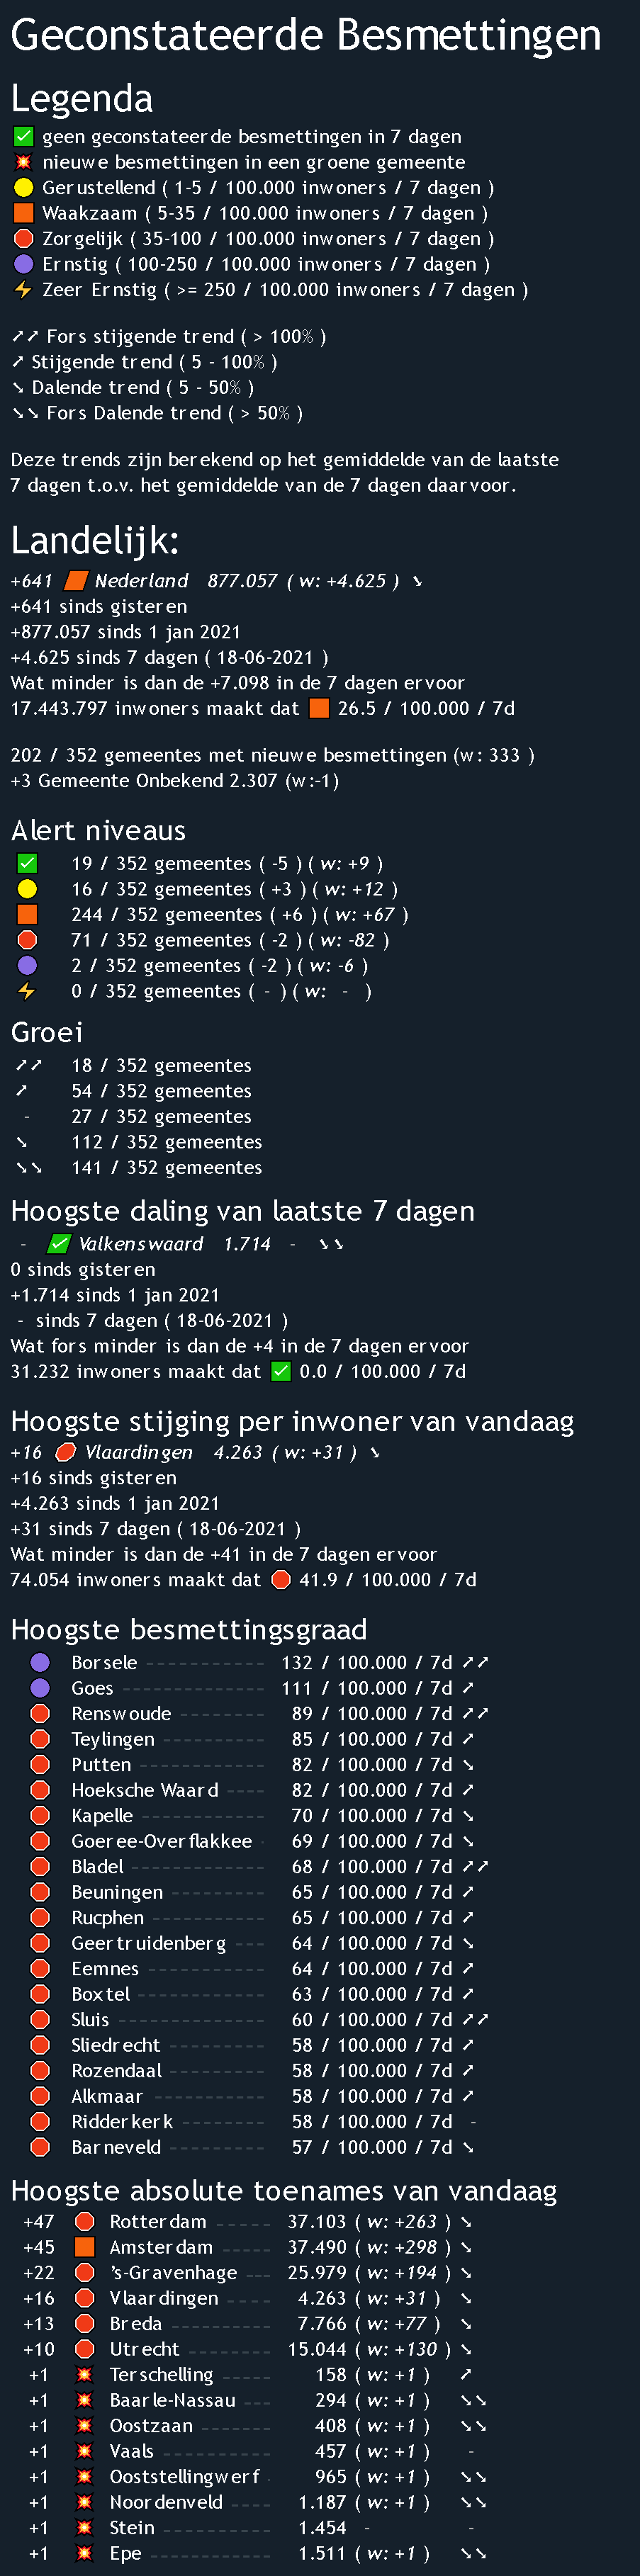 Geconstateerde Besmettingen
Legenda
✅ geen geconstateerde besmettingen in 7 dagen
💥 nieuwe besmettingen in een groene gemeente
🟡 Gerustellend ( 1-5 / 100.000 inwoners / 7 dagen )
🟧 Waakzaam ( 5-35 / 100.000 inwoners / 7 dagen )
🛑 Zorgelijk ( 35-100 / 100.000 inwoners / 7 dagen )
🟣 Ernstig ( 100-250 / 100.000 inwoners / 7 dagen )
⚡ Zeer Ernstig ( >= 250 / 100.000 inwoners / 7 dagen )
➚➚ Fors stijgende trend ( > 100% )
➚ Stijgende trend ( 5 - 100% )
➘ Dalende trend ( 5 - 50% )
➘➘ Fors Dalende trend ( > 50% )
Deze trends zijn berekend op het gemiddelde van de laatste
7 dagen t.o.v. het gemiddelde van de 7 dagen daarvoor.
Landelijk:
+641 🟧 Nederland 877.057 ( w: +4.625 ) ➘
+641 sinds gisteren
+877.057 sinds 1 jan 2021
+4.625 sinds 7 dagen ( 18-06-2021 )
Wat minder is dan de +7.098 in de 7 dagen ervoor
17.443.797 inwoners maakt dat 🟧 26.5 / 100.000 / 7d
202 / 352 gemeentes met nieuwe besmettingen (w: 333 )
+3 Gemeente Onbekend 2.307 (w:-1)
Alert niveaus
✅ 19 / 352 gemeentes ( -5 ) ( w: +9 )
🟡 16 / 352 gemeentes ( +3 ) ( w: +12 )
🟧 244 / 352 gemeentes ( +6 ) ( w: +67 )
🛑 71 / 352 gemeentes ( -2 ) ( w: -82 )
🟣 2 / 352 gemeentes ( -2 ) ( w: -6 )
⚡ 0 / 352 gemeentes ( - ) ( w: - )
Groei
➚➚ 18 / 352 gemeentes
➚ 54 / 352 gemeentes
- 27 / 352 gemeentes
➘ 112 / 352 gemeentes
➘➘ 141 / 352 gemeentes
Hoogste daling van laatste 7 dagen
- ✅ Valkenswaard 1.714 - ➘➘
0 sinds gisteren
+1.714 sinds 1 jan 2021
- sinds 7 dagen ( 18-06-2021 )
Wat fors minder is dan de +4 in de 7 dagen ervoor
31.232 inwoners maakt dat ✅ 0.0 / 100.000 / 7d
Hoogste stijging per inwoner van vandaag
+16 🛑 Vlaardingen 4.263 ( w: +31 ) ➘
+16 sinds gisteren
+4.263 sinds 1 jan 2021
+31 sinds 7 dagen ( 18-06-2021 )
Wat minder is dan de +41 in de 7 dagen ervoor
74.054 inwoners maakt dat 🛑 41.9 / 100.000 / 7d
Hoogste besmettingsgraad
🟣 Borsele 132 / 100.000 / 7d ➚➚
🟣 Goes 111 / 100.000 / 7d ➚
🛑 Renswoude 89 / 100.000 / 7d ➚➚
🛑 Teylingen 85 / 100.000 / 7d ➚
🛑 Putten 82 / 100.000 / 7d ➘
🛑 Hoeksche Waard 82 / 100.000 / 7d ➚
🛑 Kapelle 70 / 100.000 / 7d ➘
🛑 Goeree-Overflakkee 69 / 100.000 / 7d ➘
🛑 Bladel 68 / 100.000 / 7d ➚➚
🛑 Beuningen 65 / 100.000 / 7d ➚
🛑 Rucphen 65 / 100.000 / 7d ➚
🛑 Geertruidenberg 64 / 100.000 / 7d ➘
🛑 Eemnes 64 / 100.000 / 7d ➚
🛑 Boxtel 63 / 100.000 / 7d ➚
🛑 Sluis 60 / 100.000 / 7d ➚➚
🛑 Sliedrecht 58 / 100.000 / 7d ➚
🛑 Rozendaal 58 / 100.000 / 7d ➚
🛑 Alkmaar 58 / 100.000 / 7d ➚
🛑 Ridderkerk 58 / 100.000 / 7d -
🛑 Barneveld 57 / 100.000 / 7d ➘
Hoogste absolute toenames van vandaag
+47 🛑 Rotterdam 37.103 ( w: +263 ) ➘
+45 🟧 Amsterdam 37.490 ( w: +298 ) ➘
+22 🛑 's-Gravenhage 25.979 ( w: +194 ) ➘
+16 🛑 Vlaardingen 4.263 ( w: +31 ) ➘
+13 🛑 Breda 7.766 ( w: +77 ) ➘
+10 🛑 Utrecht 15.044 ( w: +130 ) ➘
+1 💥 Terschelling 158 ( w: +1 ) ➚
+1 💥 Baarle-Nassau 294 ( w: +1 ) ➘➘
+1 💥 Oostzaan 408 ( w: +1 ) ➘➘
+1 💥 Vaals 457 ( w: +1 ) -
+1 💥 Ooststellingwerf 965 ( w: +1 ) ➘➘
+1 💥 Noordenveld 1.187 ( w: +1 ) ➘➘
+1 💥 Stein 1.454 - -
+1 💥 Epe 1.511 ( w: +1 ) ➘➘